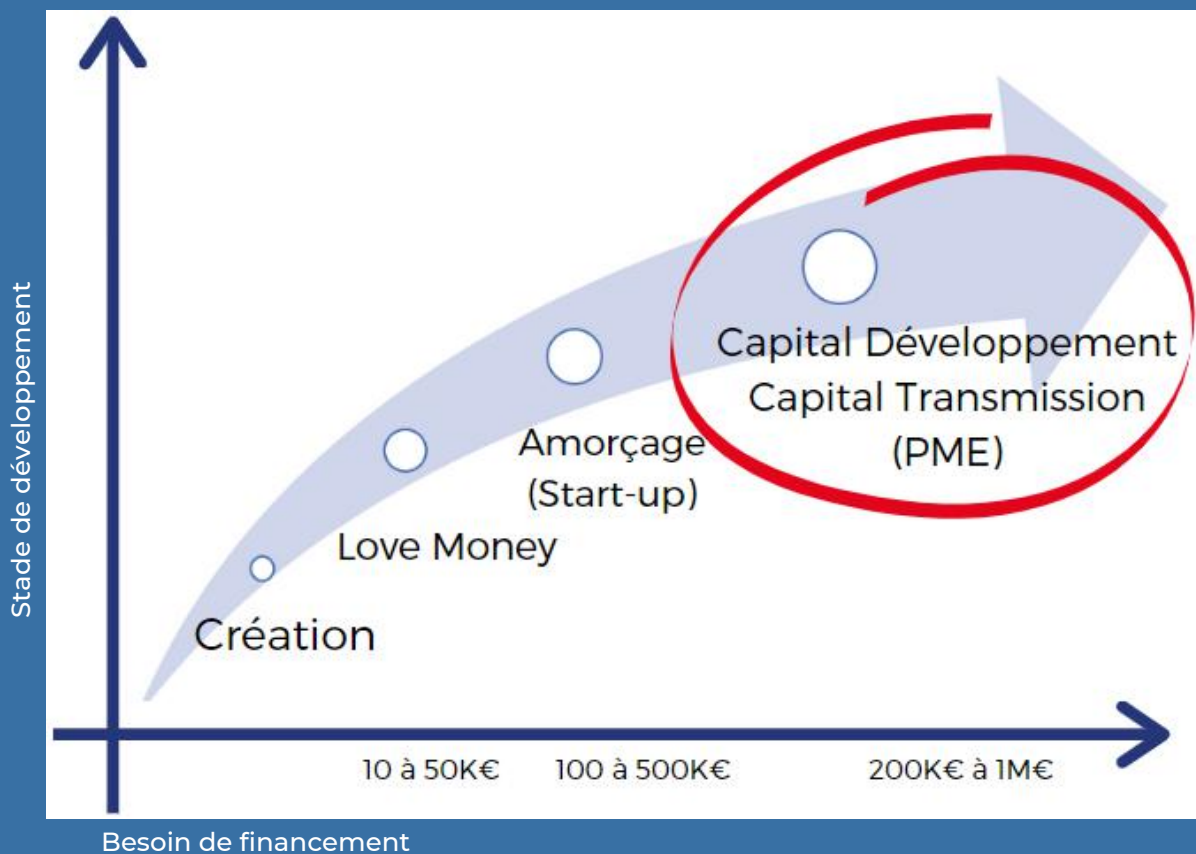 Stade de développement
Capital Développement
Capital Transmission
(PME)
Amorçage
(Start-up)
Love Money
Création
10 à 50K€
100 à 500K€
200K€ à 1M€
Besoin de financement